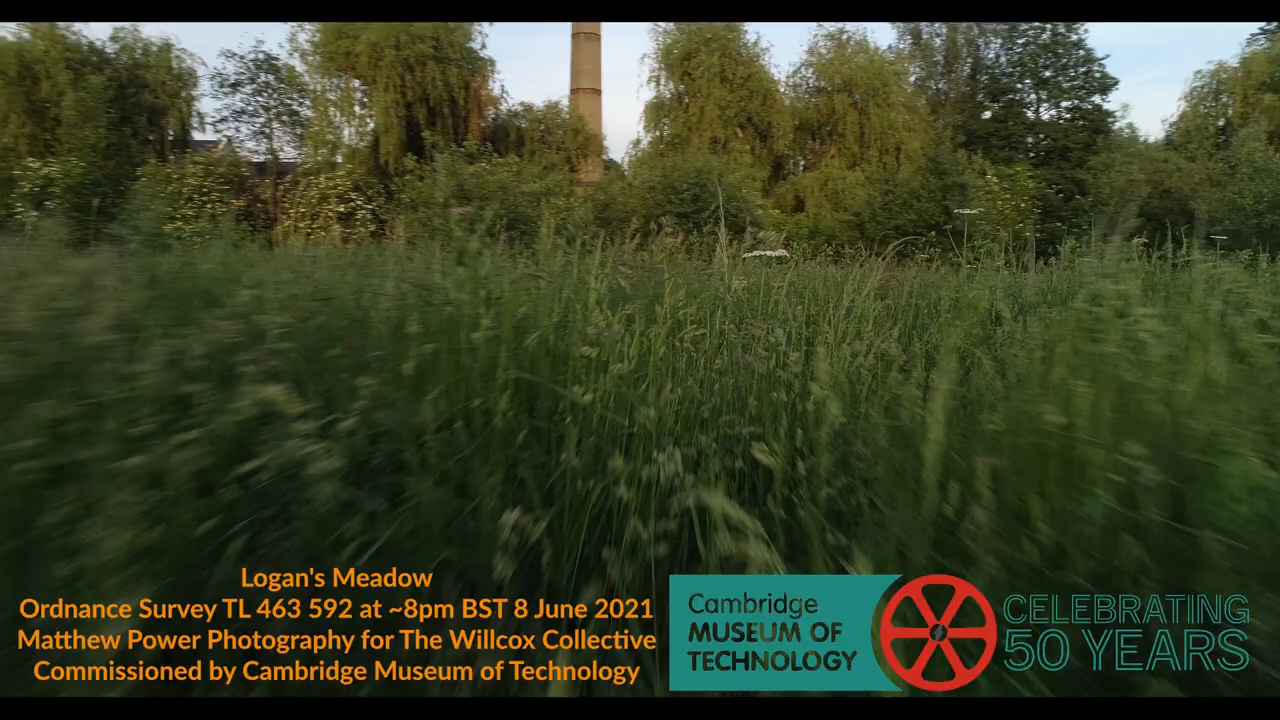 Logan's Meadow
Ordnance Survey TL 463 592 at ~8pm BST 8 June 2021
Matthew Power Photography for The Willcox Collective
Commissioned by Cambridge Museum of Technology
Cambridge
MUSEUM OF
TECHNOLOGY
CELEBRATING
50 YEARS